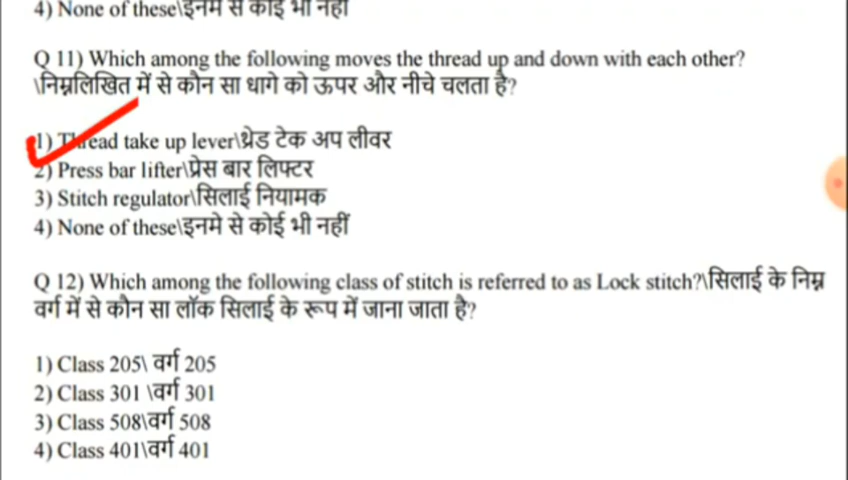 4) None of these\इनमे से कोई भी नहीं
Q 11) Which among the following moves the thread up and down with each other?
\निम्नलिखित में से कौन सा धागे को ऊपर और नीचे चलता है?
1) Thread take up lever\थ्रेड टेक अप लीवर
2) Press bar lifter\प्रेस बार लिफ्टर
3) Stitch regulator\सिलाई नियामक
4) None of these\इनमे से कोई भी नहीं
Q 12) Which among the following class of stitch is referred to as Lock stitch?\सिलाई के निम्न
वर्ग में से कौन सा लॉक सिलाई के रूप में जाना जाता है?
1) Class 205\ वर्ग 205
2) Class 301 \वर्ग 301
3) Class 508\वर्ग 508
4) Class 401\वर्ग 401